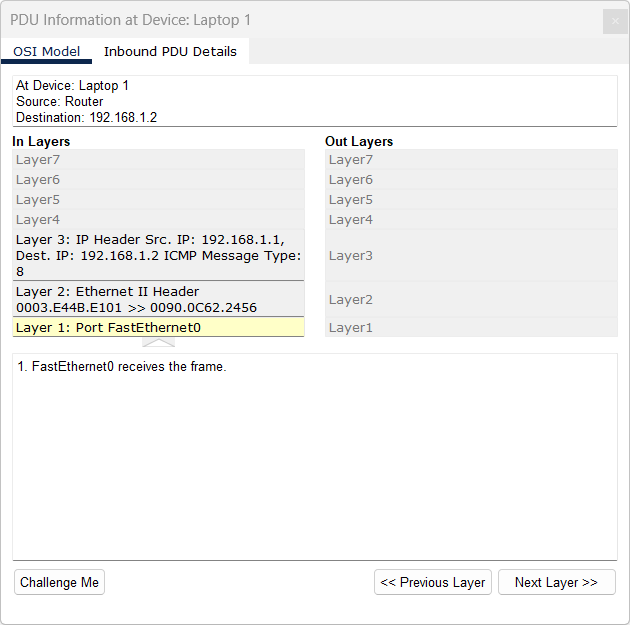 PDU Information at Device: Laptop 1
OSI Model
Inbound PDU Details
At Device: Laptop 1
Source: Router
Destination: 192.168.1.2
In Layers
Layer7
Layer6
Layer5
Layer4
Layer 3: IP Header Src. IP: 192.168.1.1,
Dest. IP: 192.168.1.2 ICMP Message Type:
8
Layer 2: Ethernet II Header
0003.E44B.E101 >> 0090.0C62.2456
Layer 1: Port FastEthernet0
Out Layers
Layer7
Layer6
Layer5
Layer4
Layer3
Layer2
Layer1
1. FastEthernet0 receives the frame.
Challenge Me
<< Previous Layer
Next Layer >>